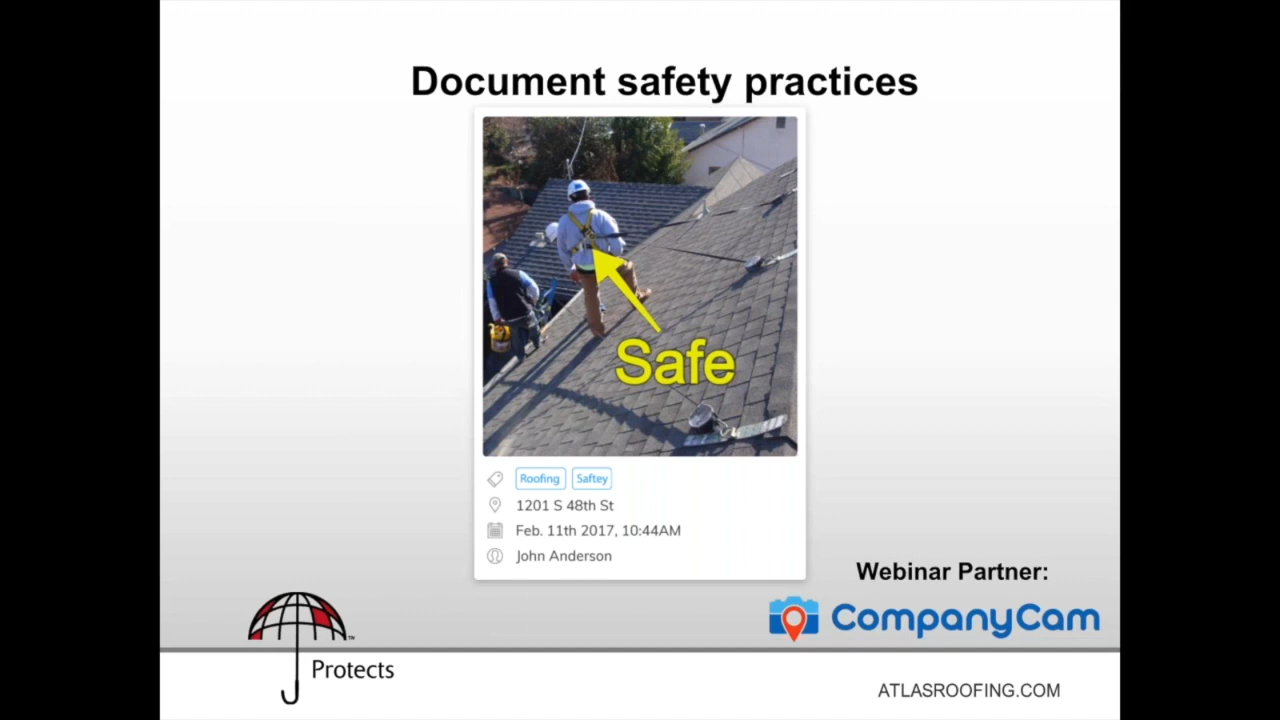 Document safety practices
Safe
Roofing Saftey
1201 S 48th St
Feb. 11th 2017, 10:44AM
John Anderson
Webinar Partner:
CompanyCam
TM
Protects
ATLASROOFING.COM